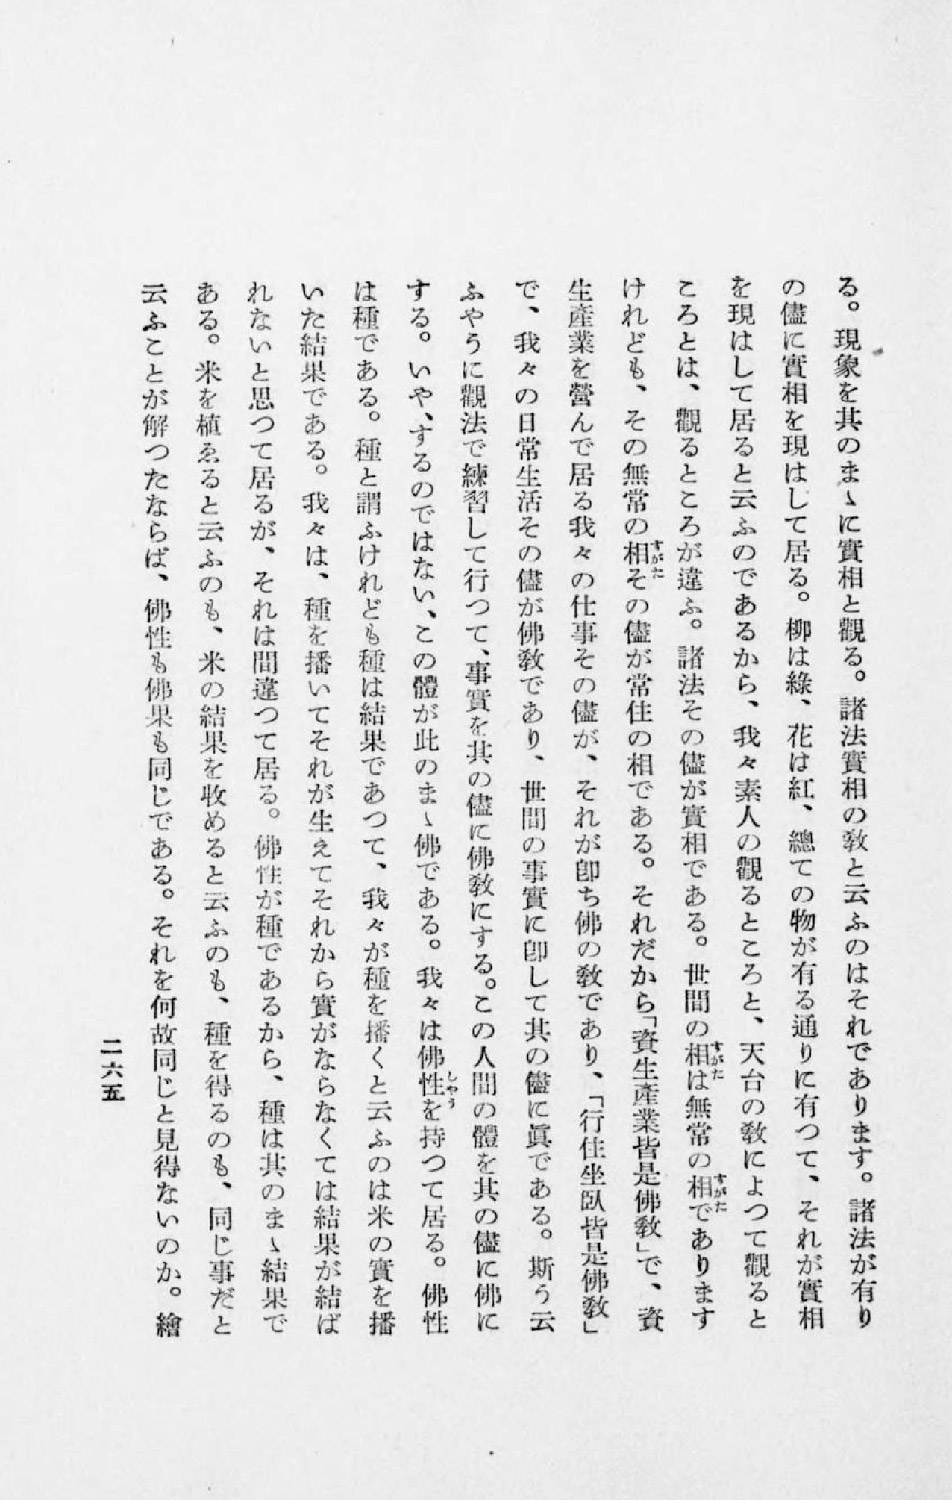 る。現象を其のまゝに實相と觀る。諸法實相の敎と云ふのはそれであります。諸法が有り
の儘に實相を現はして居る。柳は綠、花は紅、總ての物が有る通りに有つて、それが實相
を現はして居ると云ふのであるから、我々素人の觀るところと、天台の敎によつて觀ると
ころとは、觀るところが違ふ。諸法その儘が實相である。世間の相すがたは無常の相すがたであります
けれども、その無常の相すがたその儘が常住の相である。それだから「資生產業皆是佛敎」で、資
生產業を營んで居る我々の仕事その儘が、それが卽ち佛の敎であり、「行住坐臥皆是佛敎」
で、我々の日常生活その儘が佛敎であり、世間の事實に卽して其の儘に眞である。斯う云
ふやうに觀法で練習して行つて、事實を其の儘に佛敎にする。この人間の體を其の儘に佛に
する。いや、するのではない、この體が此のまゝ佛である。我々は佛性しやうを持つて居る。佛性
は種である。種と謂ふけれども種は結果であつて、我々が種を播くと云ふのは米の實を播
いた結果である。我々は、種を播いてそれが生えてそれから實がならなくては結果が結ば
れないと思つて居るが、それは間違つて居る。佛性が種であるから、種は其のまゝ結果で
ある。米を植ゑると云ふのも、米の結果を收めると云ふのも、種を得るのも、同じ事だと
云ふことが解つたならば、佛性も佛果も同じである。それを何故同じと見得ないのか。繪
二六五